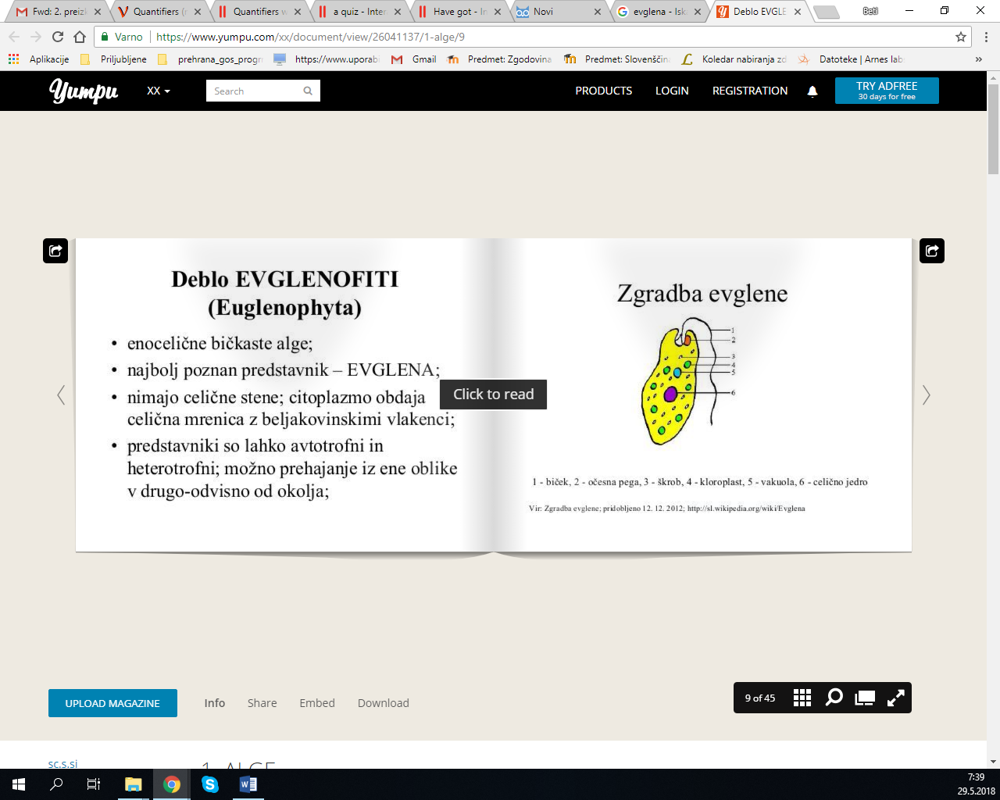 Fwd: 2. preizk
Quantifiers (r
Quantifiers w
a quiz - Inter
Have got - In
Novi
evglena - Isk
Deblo EVGLE
Beti
Varno
https://www.yumpu.com/xx/document/view/26041137/1-alge/9
Aplikacije
Priljubljene
prehrana_gos_progr
https://www.uporabi
Gmail
Predmet: Zgodovina
Predmet: Slovenščin
Koledar nabiranja zd
Datoteke | Arnes lab
»
Yumpu
XX
Search
PRODUCTS
LOGIN
REGISTRATION
TRY ADFREE
30 days for free
Deblo EVGLENOFITI
(Euglenophyta)
• enocelične bičkaste alge;
• najbolj poznan predstavnik – EVGLENA;
• nimajo celične stene; citoplazmo obdaja
celična mrenica z beljakovinskimi vlakenci;
• predstavniki so lahko avtotrofni in
heterotrofni; možno prehajanje iz ene oblike
v drugo-odvisno od okolja;
Click to read
Zgradba evglene
1
2
3
4
5
6
1 - biček, 2 - očesna pega, 3 - škrob, 4 - kloroplast, 5 - vakuola, 6 - celično jedro
Vir: Zgradba evglene; pridobljeno 12. 12. 2012; http://sl.wikipedia.org/wiki/Evglena
UPLOAD MAGAZINE
Info
Share
Embed
Download
9 of 45
sc.s.si
1. ALGE
7:39
29.5.2018